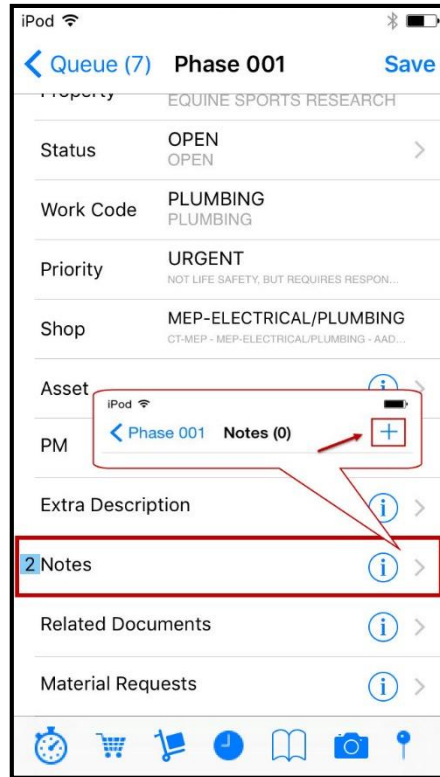 iPod
Queue (7) Phase 001 Save
Property EQUINE SPORTS RESEARCH
Status OPEN
OPEN
Work Code PLUMBING
PLUMBING
Priority URGENT
NOT LIFE SAFETY, BUT REQUIRES RESPON...
Shop MEP-ELECTRICAL/PLUMBING
CT-MEP - MEP-ELECTRICAL/PLUMBING - AAD...
Asset i
iPod
Phase 001 Notes (0) +
PM
Extra Description i
2 Notes i
Related Documents i
Material Requests i